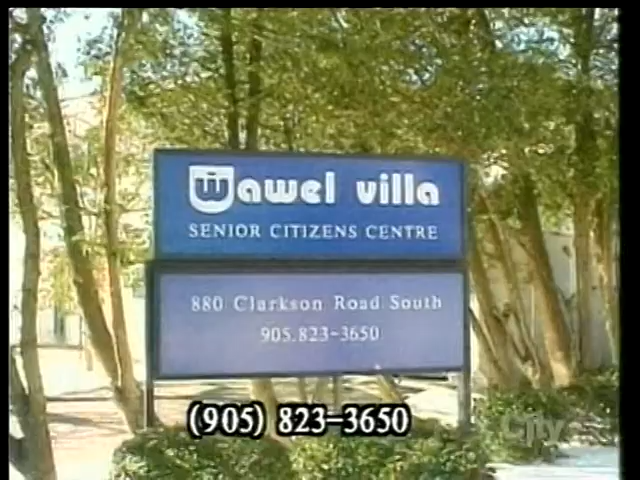 wawel villa
SENIOR CITIZENS CENTRE
880 Clarkson Road South
905.823-3650
(905) 823-3650
City